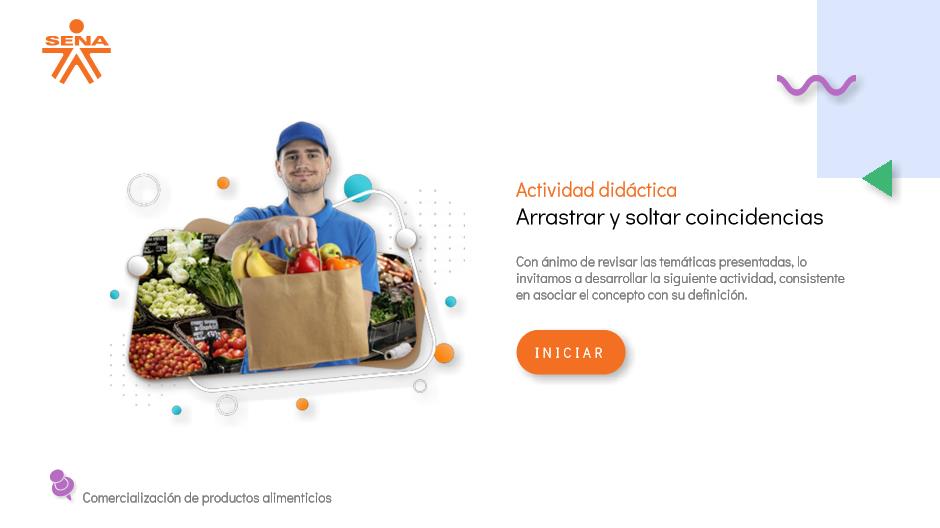 SENA
Actividad didáctica
Arrastrar y soltar coincidencias
Con ánimo de revisar las temáticas presentadas, lo
invitamos a desarrollar la siguiente actividad, consistente
en asociar el concepto con su definición.
INICIAR
Comercialización de productos alimenticios